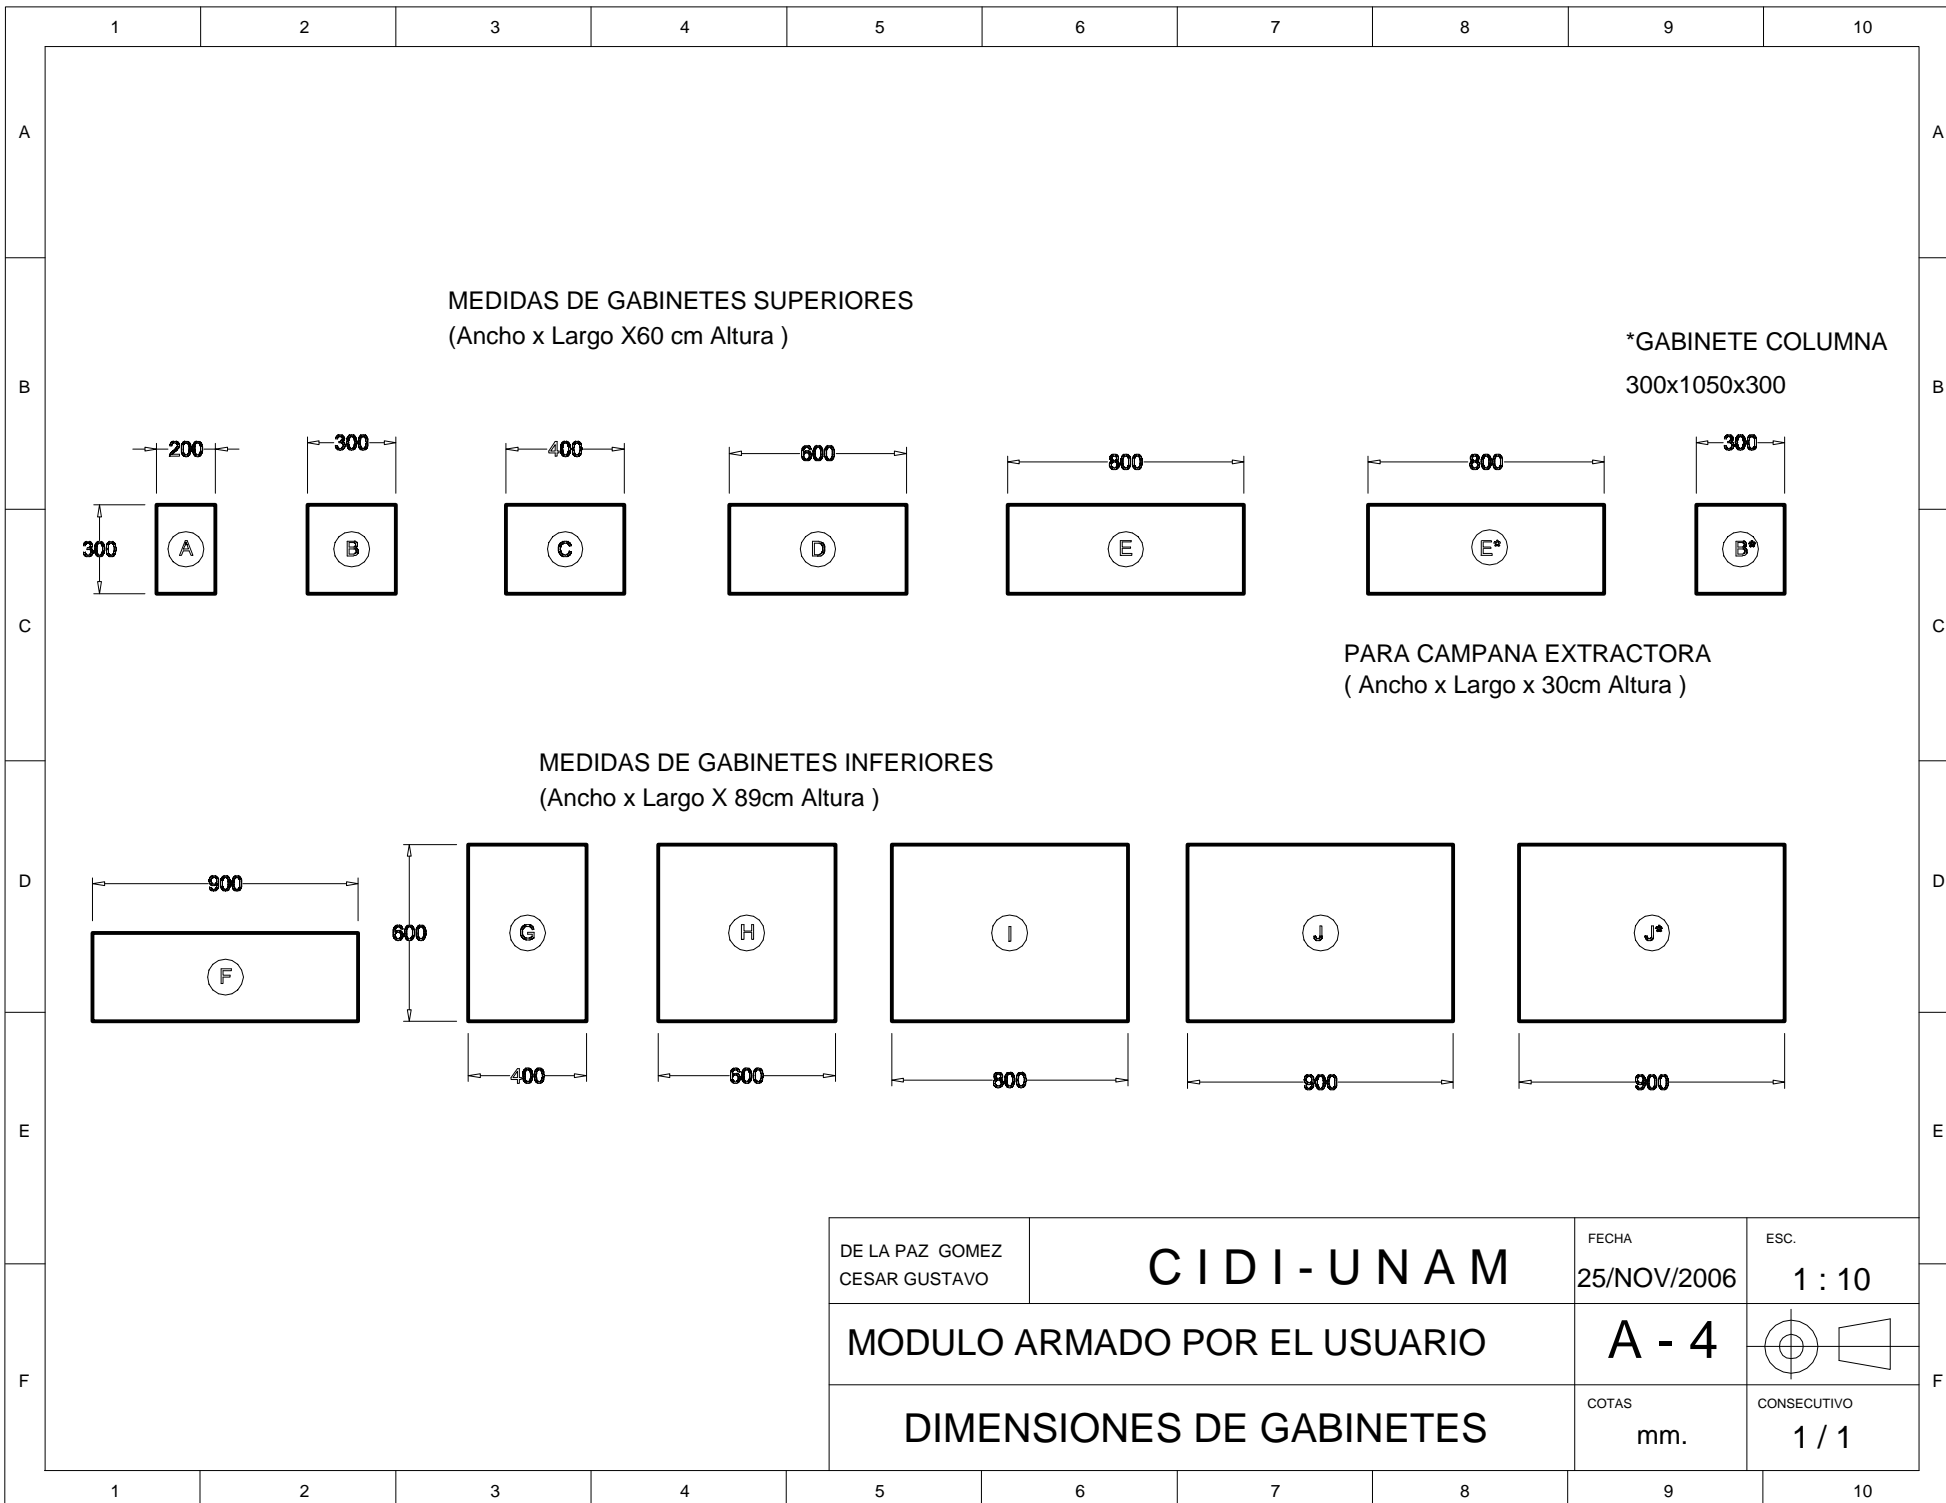 1 2 3 4 5 6 7 8 9 10
A A
MEDIDAS DE GABINETES SUPERIORES
(Ancho x Largo X60 cm Altura )
*GABINETE COLUMNA
300x1050x300
B B
200 300 400 600 800 800 300
300 A B C D E E* B*
C C
PARA CAMPANA EXTRACTORA
( Ancho x Largo x 30cm Altura )
MEDIDAS DE GABINETES INFERIORES
(Ancho x Largo X 89cm Altura )
D D
900
600 G H I J J*
F
400 600 800 900 900
E E
DE LA PAZ GOMEZ
CESAR GUSTAVO
CIDI-UNAM
FECHA
25/NOV/2006
ESC.
1 : 10
MODULO ARMADO POR EL USUARIO
A - 4
F F
DIMENSIONES DE GABINETES
COTAS
mm.
CONSECUTIVO
1 / 1
1 2 3 4 5 6 7 8 9 10